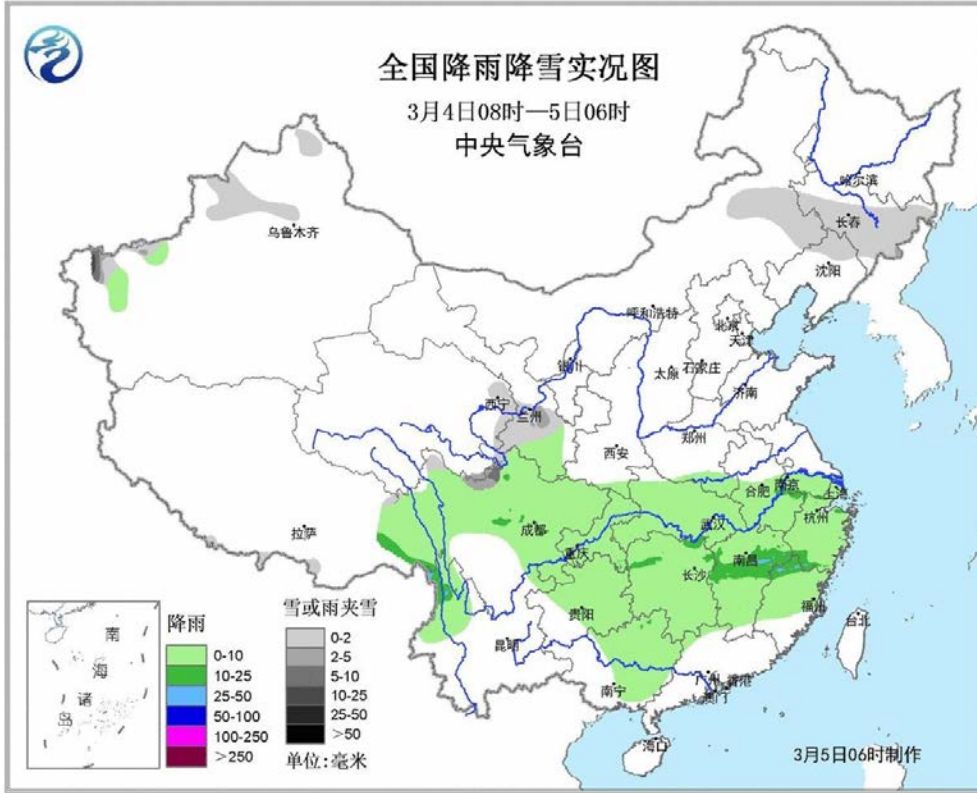 全国降雨降雪实况图
3月4日08时—5日06时
中央气象台
哈尔滨
长春
乌鲁木齐
沈阳
呼和浩特
北京
天津
银川
太原
石家庄
西宁
济南
兰州
郑州
西安
合肥
南京
上海
拉萨
成都
武汉
杭州
重庆
南昌
长沙
贵阳
福州
台北
昆明
南宁
广州
香港
澳门
海口
南
海
诸
岛
降雨
0-10
10-25
25-50
50-100
100-250
>250
雪或雨夹雪
0-2
2-5
5-10
10-25
25-50
>50
单位:毫米
3月5日06时制作